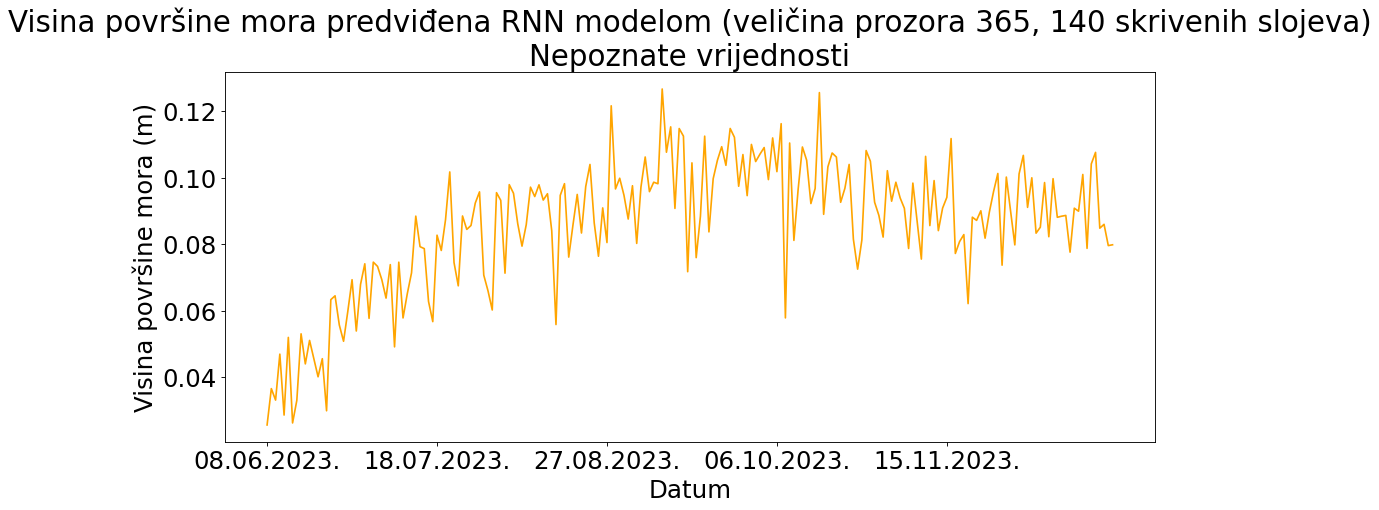 Visina površine mora predviđena RNN modelom (veličina prozora 365, 140 skrivenih slojeva)
Nepoznate vrijednosti
Visina površine mora (m)
0.12
0.10
0.08
0.06
0.04
08.06.2023. 18.07.2023. 27.08.2023. 06.10.2023. 15.11.2023.
Datum